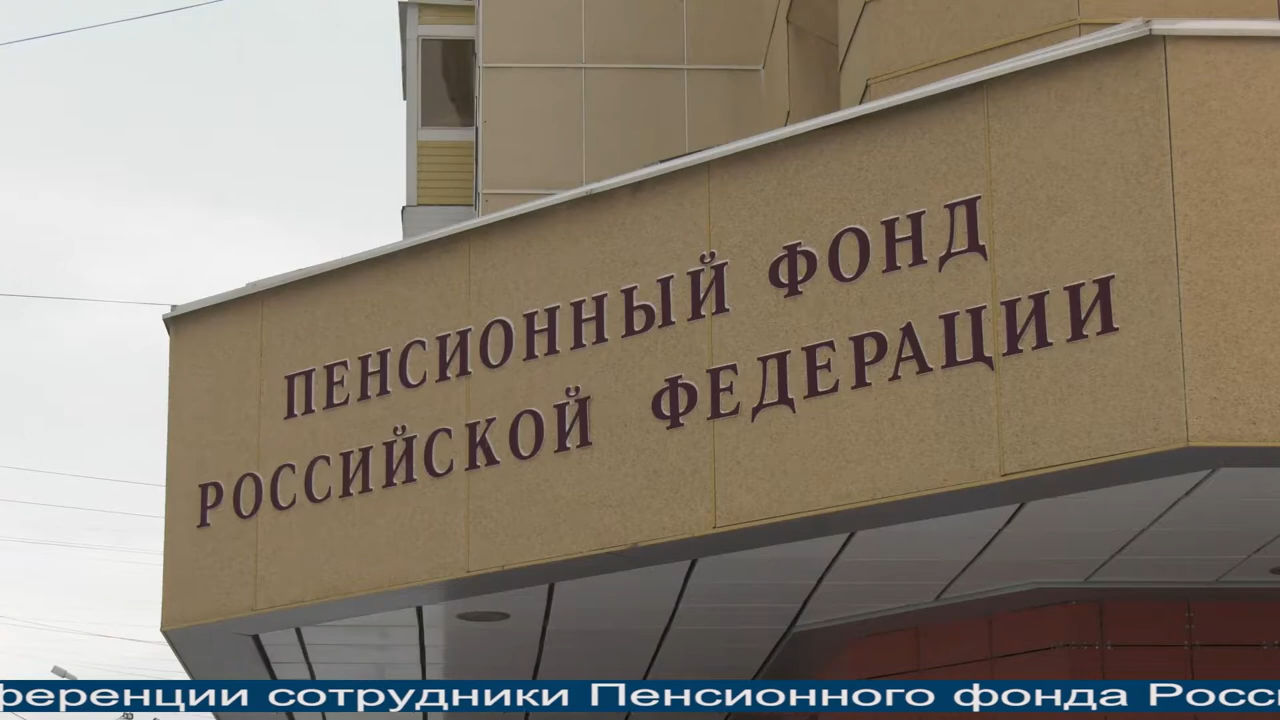 ПЕНСИОННЫЙ ФОНД
РОССИЙСКОЙ ФЕДЕРАЦИИ
ференции сотрудники Пенсионного фонда Росс